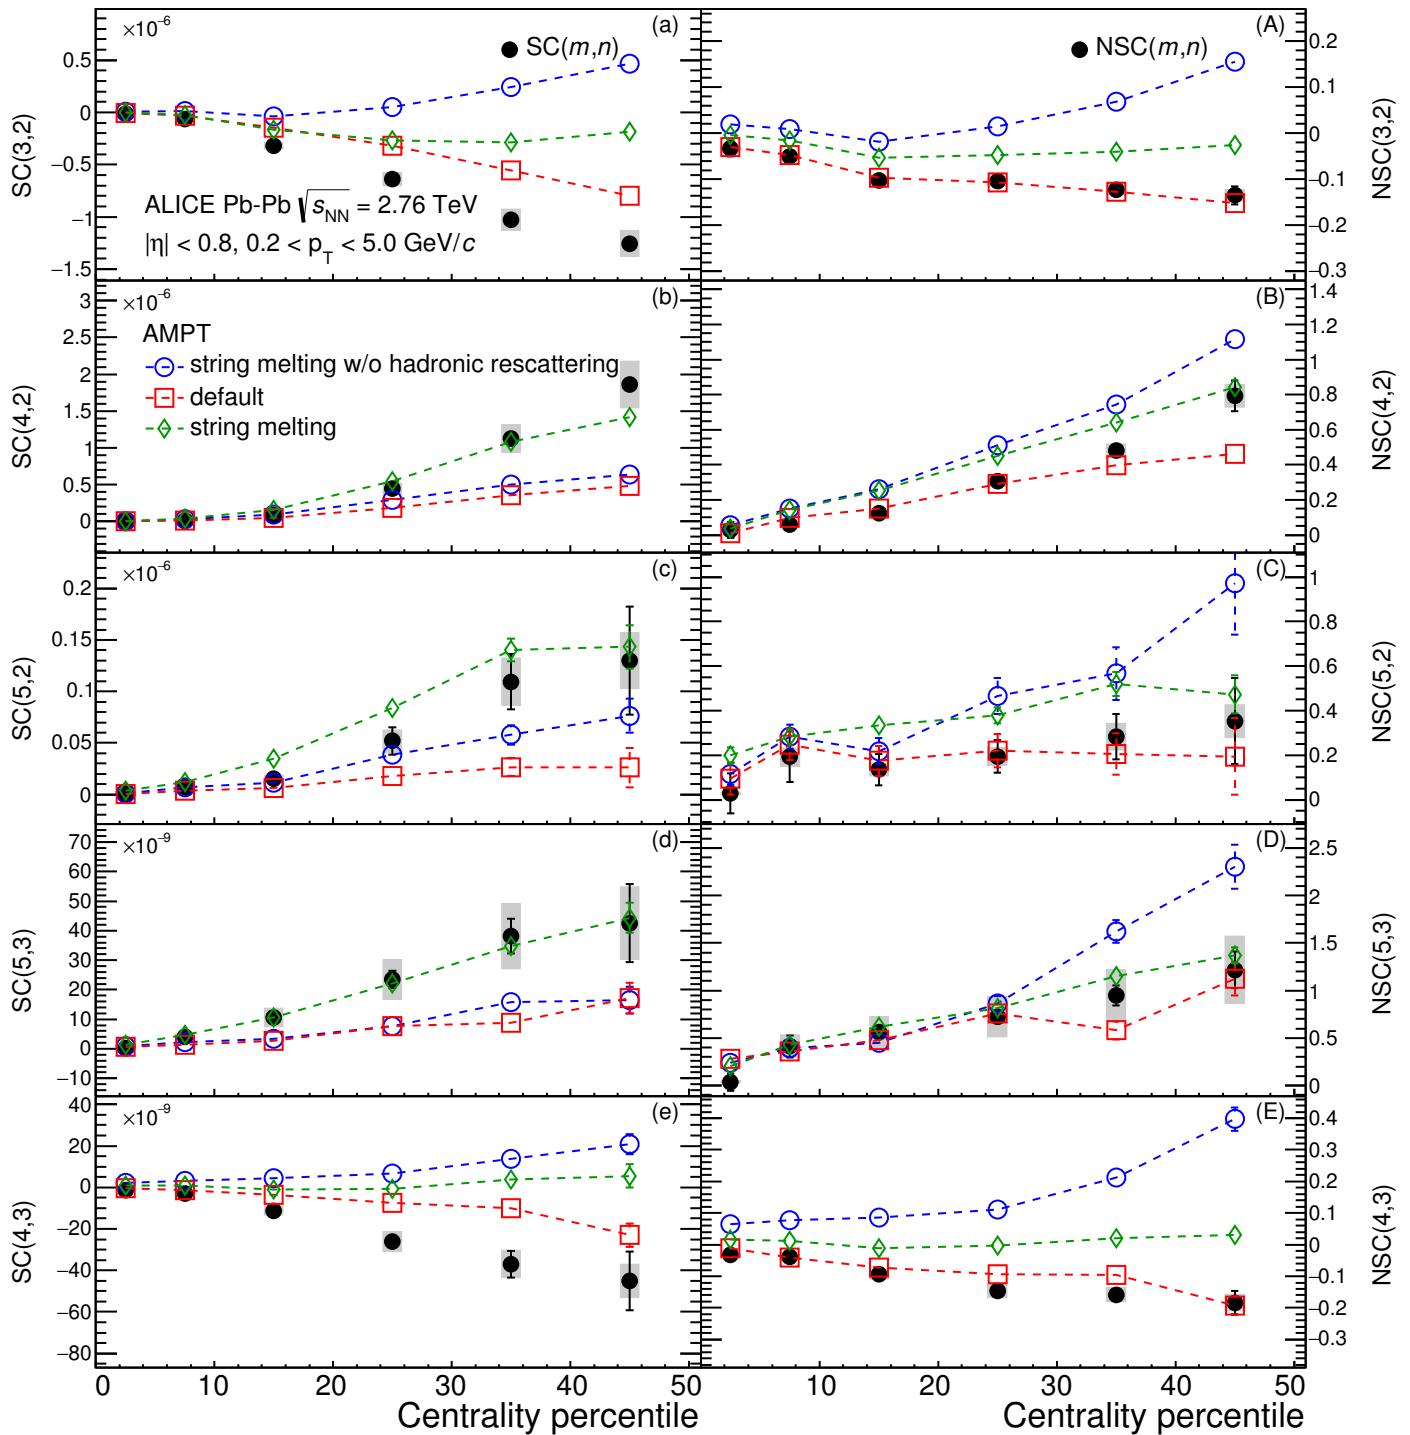 ×10⁻⁶
(a)
SC(m,n)
0.5
0
−0.5
−1
−1.5
SC(3,2)
ALICE Pb-Pb √sNN = 2.76 TeV
|η| < 0.8, 0.2 < pT < 5.0 GeV/c
(A)
NSC(m,n)
0.2
0.1
0
−0.1
−0.2
−0.3
NSC(3,2)
×10⁻⁶
(b)
3
2.5
2
1.5
1
0.5
0
SC(4,2)
AMPT
string melting w/o hadronic rescattering
default
string melting
(B)
1.4
1.2
1
0.8
0.6
0.4
0.2
0
NSC(4,2)
×10⁻⁶
(c)
0.2
0.15
0.1
0.05
0
SC(5,2)
(C)
1
0.8
0.6
0.4
0.2
0
NSC(5,2)
×10⁻⁹
(d)
70
60
50
40
30
20
10
0
−10
SC(5,3)
(D)
2.5
2
1.5
1
0.5
0
NSC(5,3)
×10⁻⁹
(e)
40
20
0
−20
−40
−60
−80
SC(4,3)
(E)
0.4
0.3
0.2
0.1
0
−0.1
−0.2
−0.3
NSC(4,3)
0 10 20 30 40 50
10 20 30 40 50
Centrality percentile
Centrality percentile